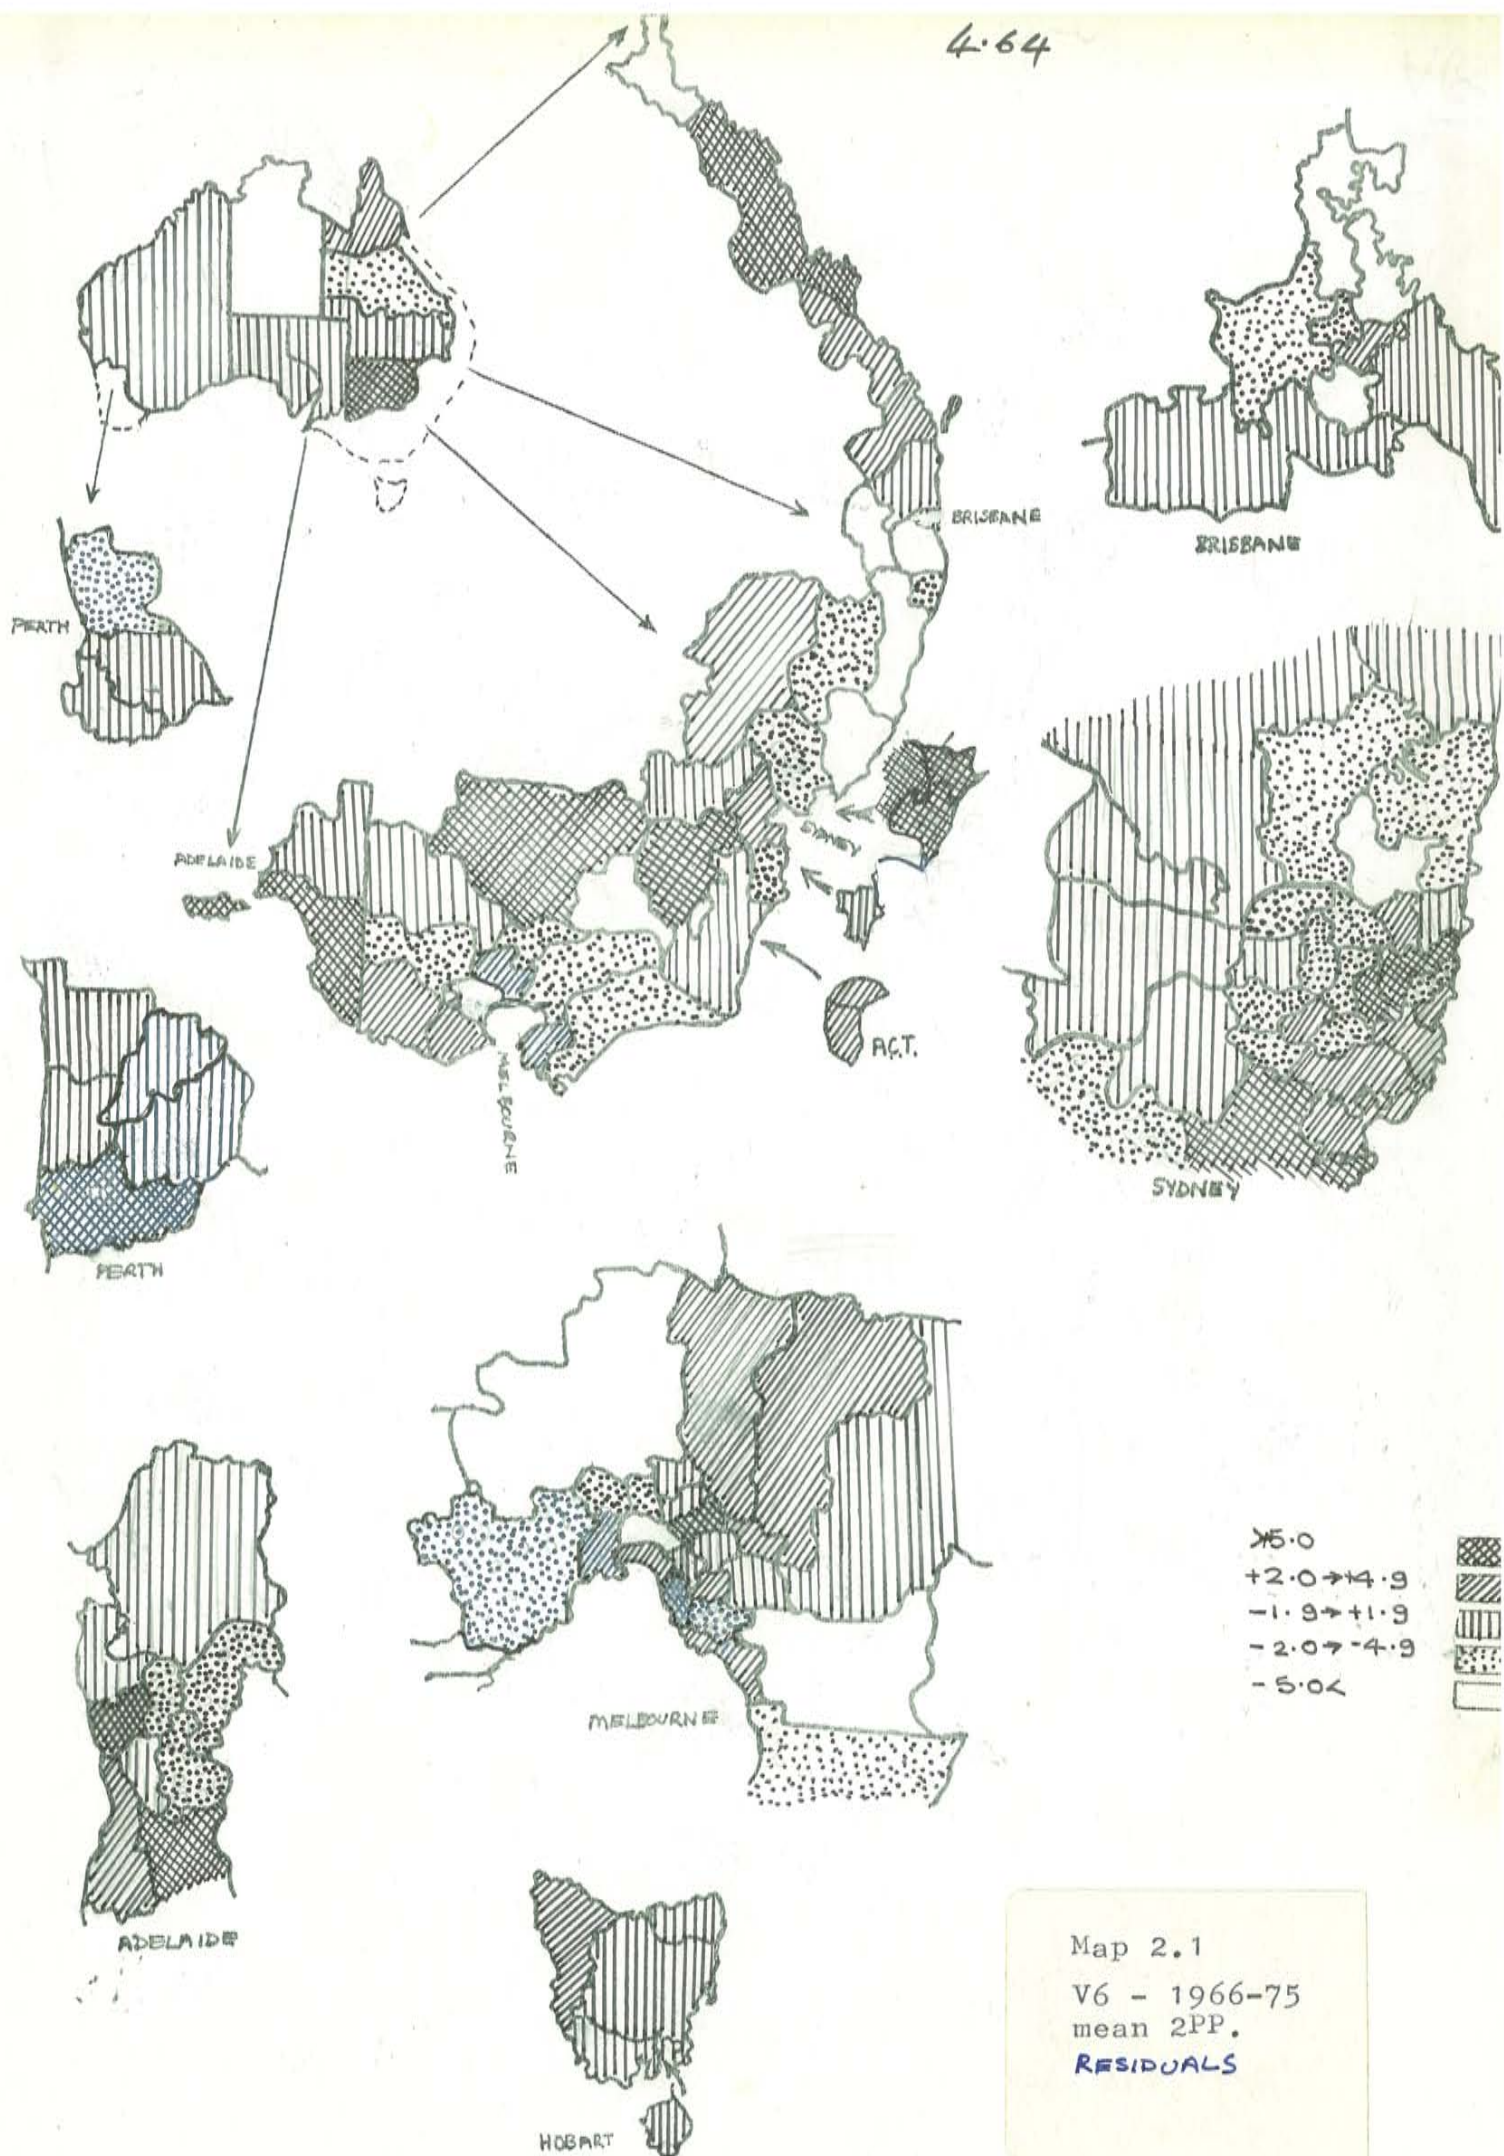 4.64
BRISBANE
BRISBANE
PERTH
SYDNEY
ADELAIDE
A.C.T.
MELBOURNE
SYDNEY
PERTH
>5.0
+2.0→+4.9
-1.9→+1.9
-2.0→-4.9
-5.0<
MELBOURNE
ADELAIDE
Map 2.1
V6 - 1966-75
mean 2PP.
RESIDUALS
HOBART